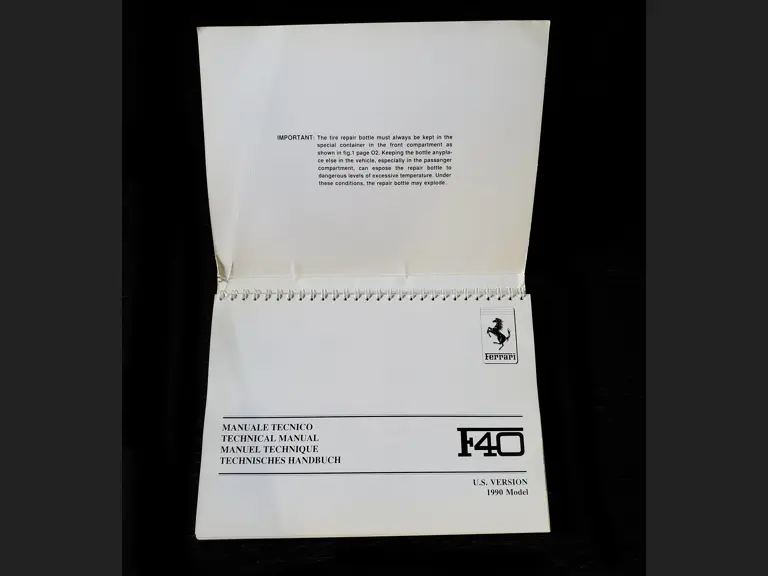 IMPORTANT: The tire repair bottle must always be kept in the
special container in the front compartment as
shown in fig.1 page O2. Keeping the bottle anypla-
ce else in the vehicle, especially in the passanger
compartment, can espose the repair bottle to
dangerous levels of excessive temperature. Under
these conditions, the repair bottle may explode.
Ferrari
MANUALE TECNICO
TECHNICAL MANUAL
MANUEL TECHNIQUE
TECHNISCHES HANDBUCH
F40
U.S. VERSION
1990 Model